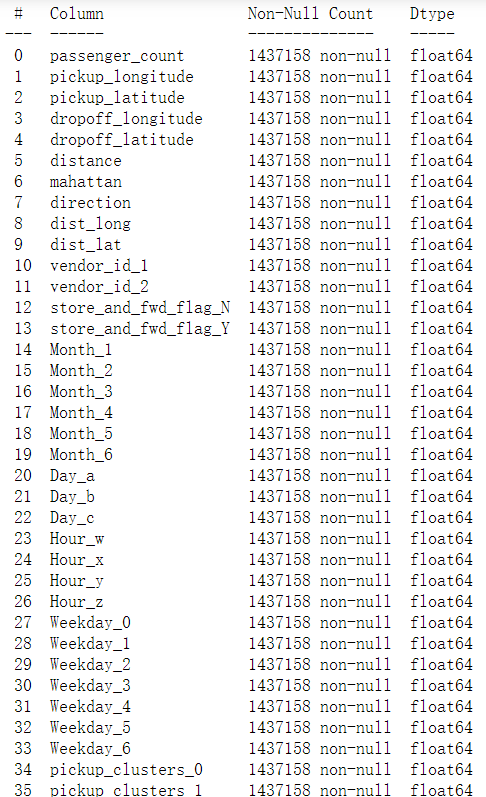 #   Column               Non-Null Count    Dtype
---  ------               --------------    -----
0   passenger_count      1437158 non-null  float64
1   pickup_longitude     1437158 non-null  float64
2   pickup_latitude      1437158 non-null  float64
3   dropoff_longitude    1437158 non-null  float64
4   dropoff_latitude     1437158 non-null  float64
5   distance             1437158 non-null  float64
6   mahattan             1437158 non-null  float64
7   direction            1437158 non-null  float64
8   dist_long            1437158 non-null  float64
9   dist_lat             1437158 non-null  float64
10  vendor_id_1          1437158 non-null  float64
11  vendor_id_2          1437158 non-null  float64
12  store_and_fwd_flag_N 1437158 non-null  float64
13  store_and_fwd_flag_Y 1437158 non-null  float64
14  Month_1              1437158 non-null  float64
15  Month_2              1437158 non-null  float64
16  Month_3              1437158 non-null  float64
17  Month_4              1437158 non-null  float64
18  Month_5              1437158 non-null  float64
19  Month_6              1437158 non-null  float64
20  Day_a                1437158 non-null  float64
21  Day_b                1437158 non-null  float64
22  Day_c                1437158 non-null  float64
23  Hour_w               1437158 non-null  float64
24  Hour_x               1437158 non-null  float64
25  Hour_y               1437158 non-null  float64
26  Hour_z               1437158 non-null  float64
27  Weekday_0            1437158 non-null  float64
28  Weekday_1            1437158 non-null  float64
29  Weekday_2            1437158 non-null  float64
30  Weekday_3            1437158 non-null  float64
31  Weekday_4            1437158 non-null  float64
32  Weekday_5            1437158 non-null  float64
33  Weekday_6            1437158 non-null  float64
34  pickup_clusters_0    1437158 non-null  float64
35  pickup_clusters_1    1437158 non-null  float64